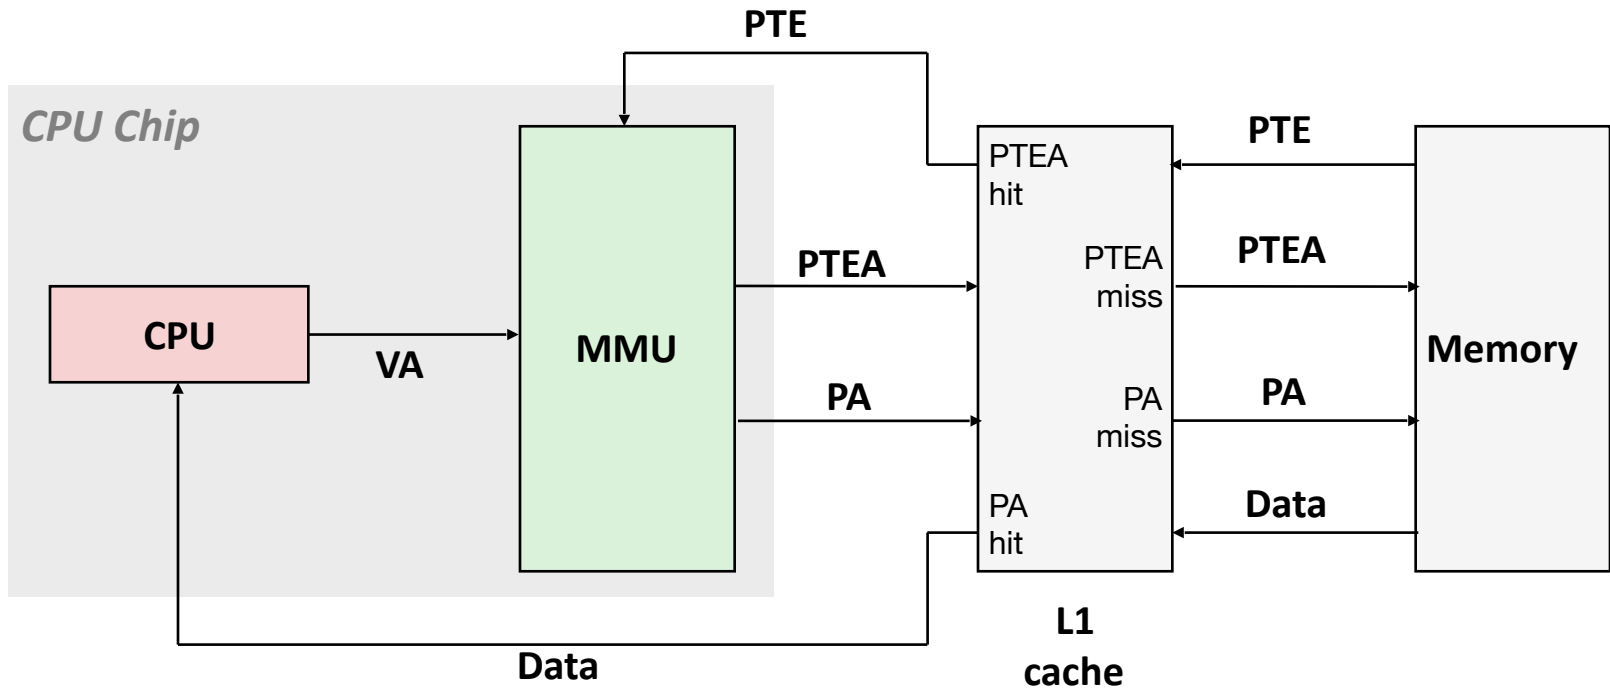 PTE
CPU Chip
PTEA
hit
PTE
PTEA
PTEA
miss
PTEA
CPU
VA
MMU
Memory
PA
PA
miss
PA
PA
hit
Data
Data
L1
cache